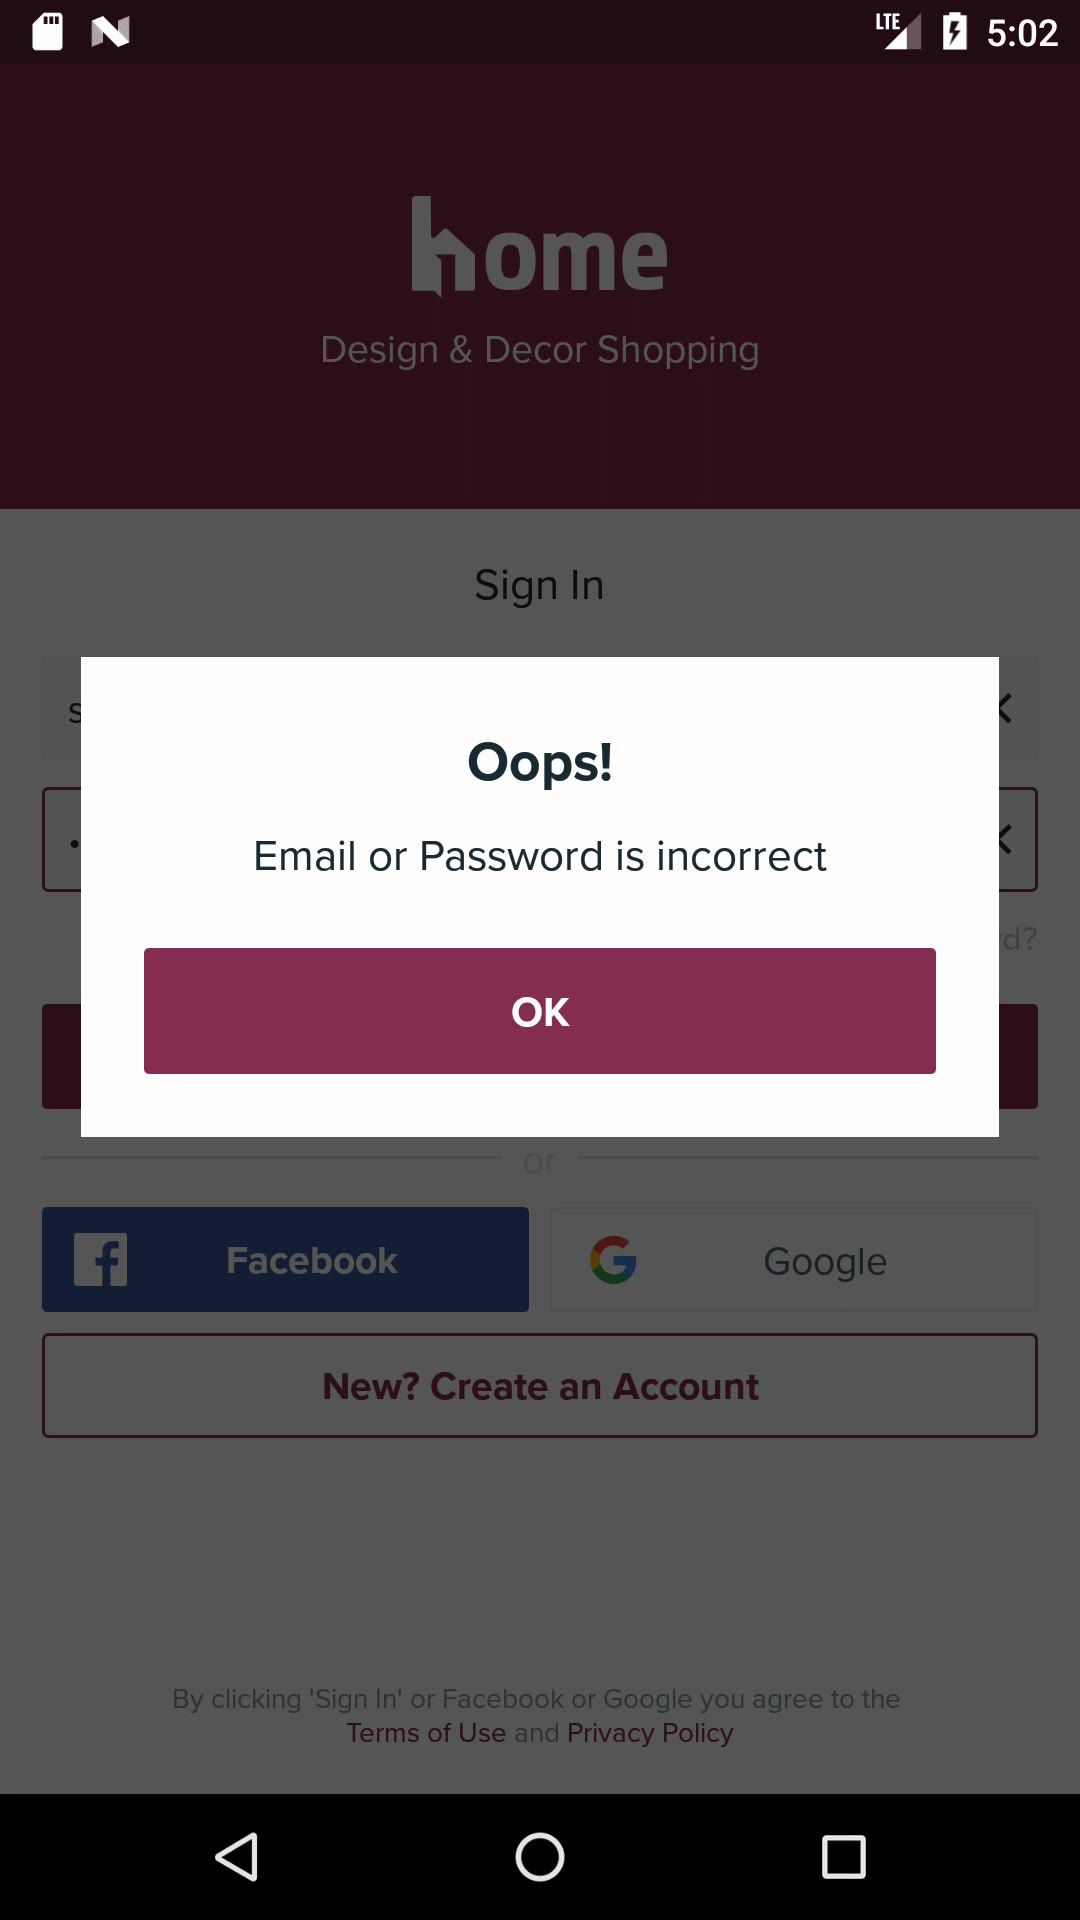 LTE 5:02
home
Design & Decor Shopping
Sign In
s
Oops!
Email or Password is incorrect
rd?
OK
or
Facebook
Google
New? Create an Account
By clicking 'Sign In' or Facebook or Google you agree to the
Terms of Use and Privacy Policy